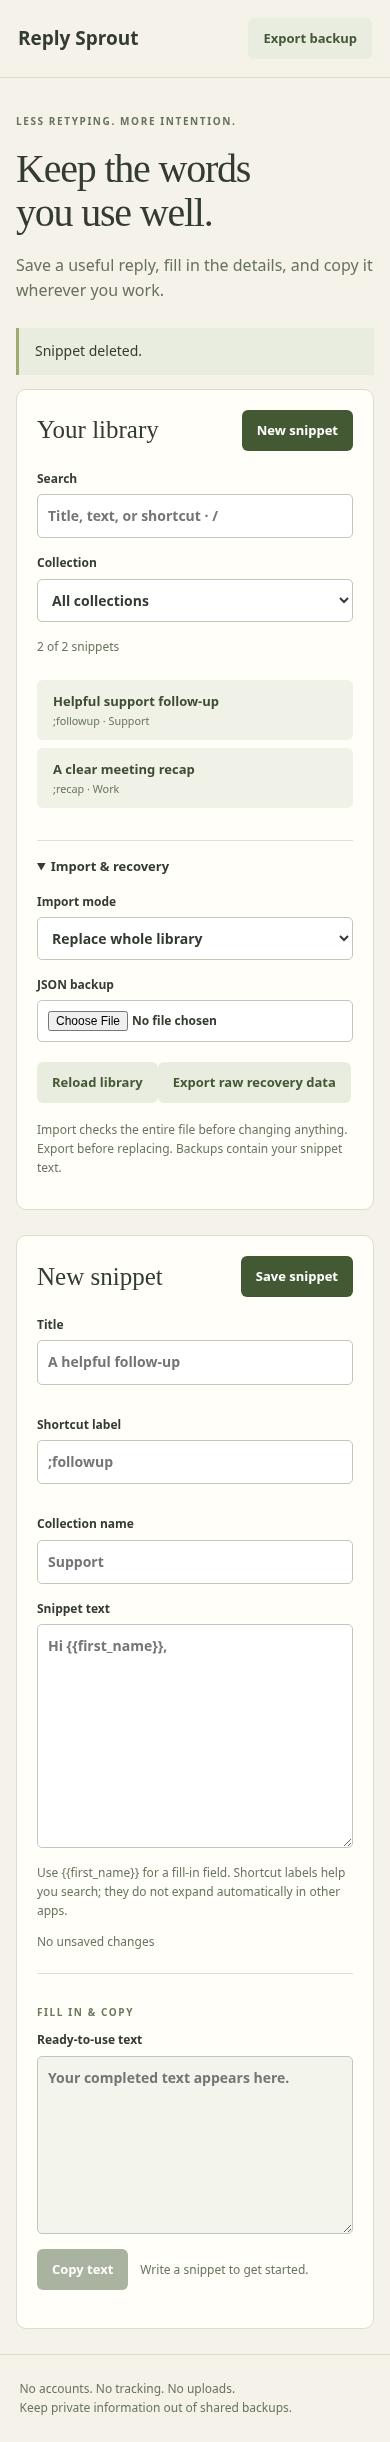 Reply Sprout
Export backup
LESS RETYPING. MORE INTENTION.
Keep the words
you use well.
Save a useful reply, fill in the details, and copy it
wherever you work.
Snippet deleted.
Your library
New snippet
Search
Title, text, or shortcut · /
Collection
All collections
2 of 2 snippets
Helpful support follow-up
;followup · Support
A clear meeting recap
;recap · Work
▼ Import & recovery
Import mode
Replace whole library
JSON backup
Choose File No file chosen
Reload library
Export raw recovery data
Import checks the entire file before changing anything.
Export before replacing. Backups contain your snippet
text.
New snippet
Save snippet
Title
A helpful follow-up
Shortcut label
;followup
Collection name
Support
Snippet text
Hi {{first_name}},
Use {{first_name}} for a fill-in field. Shortcut labels help
you search; they do not expand automatically in other
apps.
No unsaved changes
FILL IN & COPY
Ready-to-use text
Your completed text appears here.
Copy text
Write a snippet to get started.
No accounts. No tracking. No uploads.
Keep private information out of shared backups.